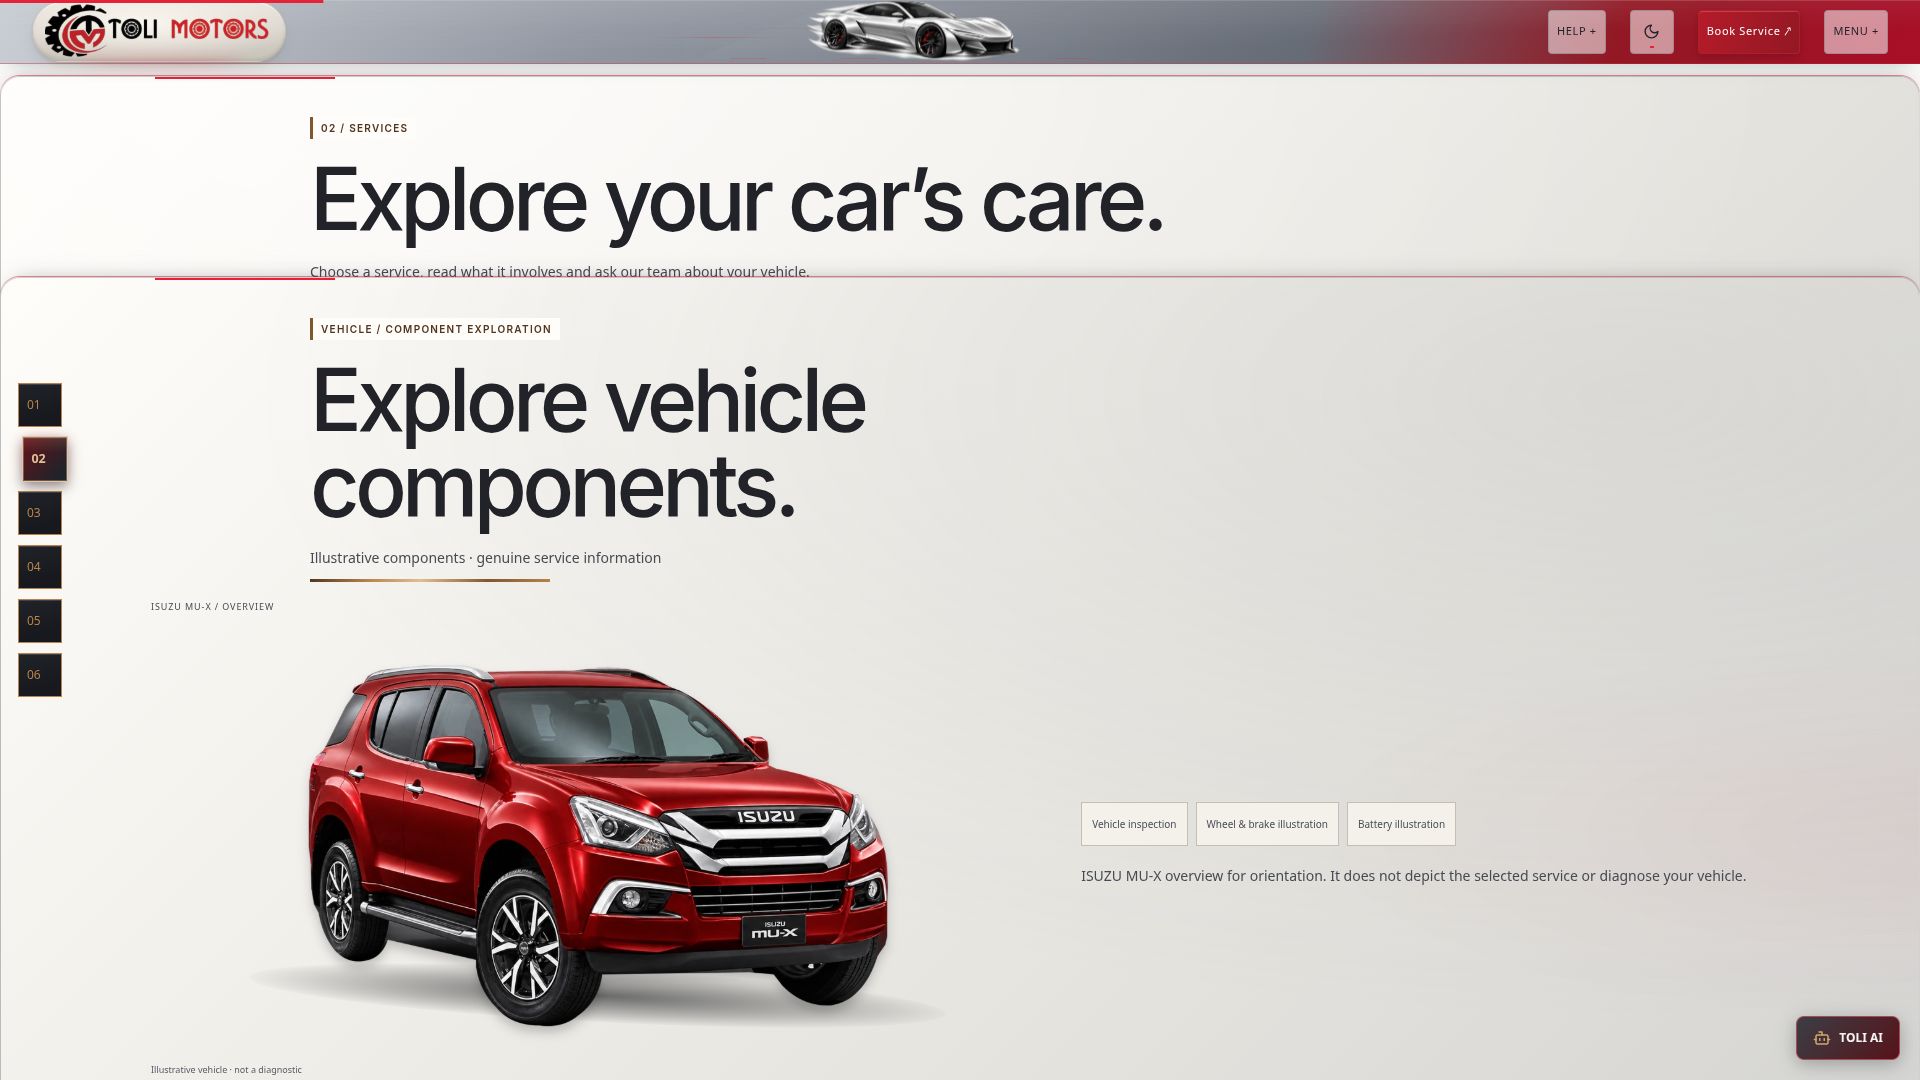 TOLI MOTORS
HELP +
Book Service ↗
MENU +
02 / SERVICES
Explore your car’s care.
Choose a service, read what it involves and ask our team about your vehicle.
VEHICLE / COMPONENT EXPLORATION
Explore vehicle
components.
Illustrative components · genuine service information
01
02
03
04
05
06
ISUZU MU-X / OVERVIEW
ISUZU
ISUZU
mu-X
Vehicle inspection
Wheel & brake illustration
Battery illustration
ISUZU MU-X overview for orientation. It does not depict the selected service or diagnose your vehicle.
TOLI AI
Illustrative vehicle · not a diagnostic